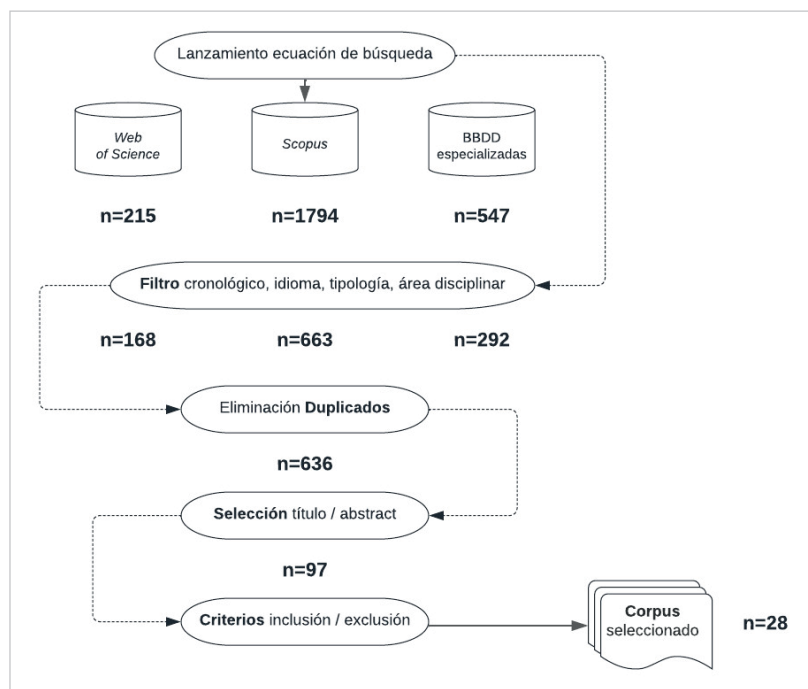 Lanzamiento ecuación de búsqueda
Web
of Science
Scopus
BBDD
especializadas
n=215
n=1794
n=547
Filtro cronológico, idioma, tipología, área disciplinar
n=168
n=663
n=292
Eliminación Duplicados
n=636
Selección título / abstract
n=97
Criterios inclusión / exclusión
Corpus
seleccionado
n=28